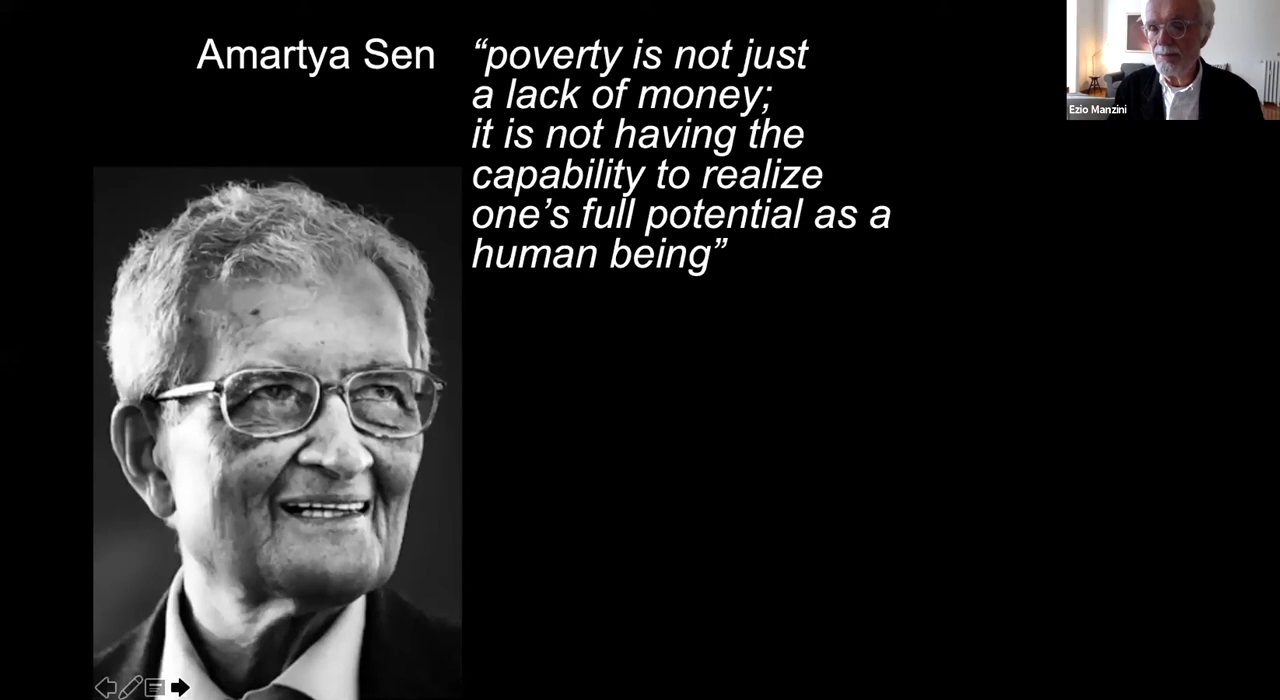 Amartya Sen
“poverty is not just
a lack of money;
it is not having the
capability to realize
one’s full potential as a
human being”
Ezio Manzini